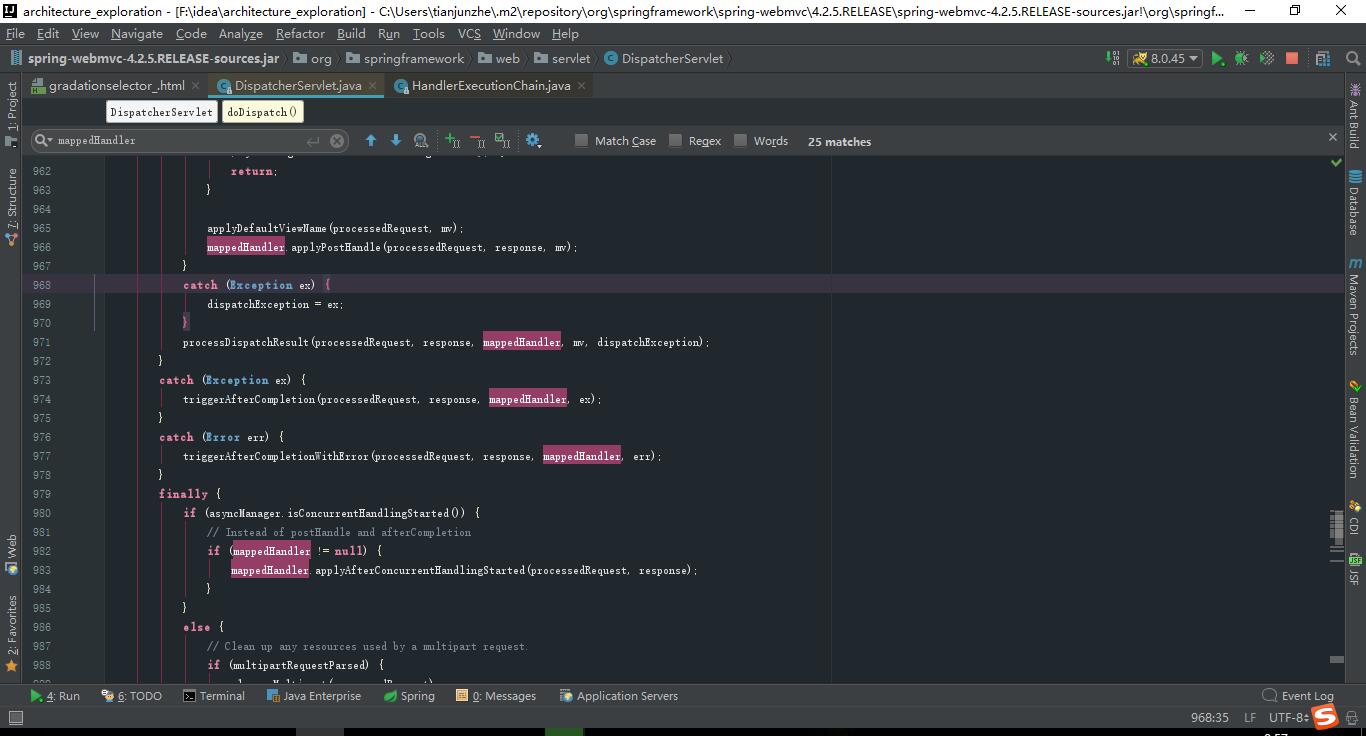 architecture_exploration - [F:\idea\architecture_exploration] - C:\Users\tianjunzhe\.m2\repository\org\springframework\spring-webmvc\4.2.5.RELEASE\spring-webmvc-4.2.5.RELEASE-sources.jar!\org\springf...
File Edit View Navigate Code Analyze Refactor Build Run Tools VCS Window Help
spring-webmvc-4.2.5.RELEASE-sources.jar org springframework web servlet DispatcherServlet 8.0.45
gradationselector_.html DispatcherServlet.java HandlerExecutionChain.java
DispatcherServlet doDispatch()
mappedHandler Match Case Regex Words 25 matches
962 return;
963 }
964
965 applyDefaultViewName(processedRequest, mv);
966 mappedHandler.applyPostHandle(processedRequest, response, mv);
967 }
968 catch (Exception ex) {
969 dispatchException = ex;
970 }
971 processDispatchResult(processedRequest, response, mappedHandler, mv, dispatchException);
972 }
973 catch (Exception ex) {
974 triggerAfterCompletion(processedRequest, response, mappedHandler, ex);
975 }
976 catch (Error err) {
977 triggerAfterCompletionWithError(processedRequest, response, mappedHandler, err);
978 }
979 finally {
980 if (asyncManager.isConcurrentHandlingStarted()) {
981 // Instead of postHandle and afterCompletion
982 if (mappedHandler != null) {
983 mappedHandler.applyAfterConcurrentHandlingStarted(processedRequest, response);
984 }
985 }
986 else {
987 // Clean up any resources used by a multipart request.
988 if (multipartRequestParsed) {
1: Project
7: Structure
Web
2: Favorites
Ant Build
Database
Maven Projects
Bean Validation
CDI
JSF
4: Run 6: TODO Terminal Java Enterprise Spring 0: Messages Application Servers Event Log
968:35 LF UTF-8